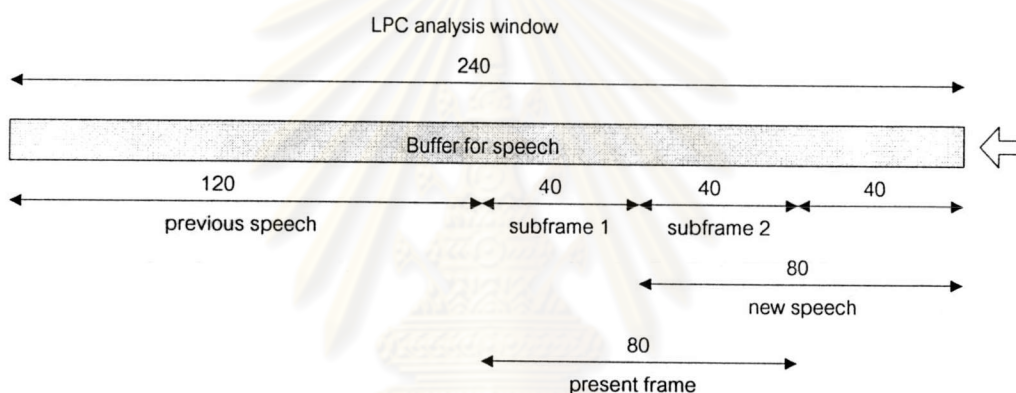 LPC analysis window
240
Buffer for speech
120 40 40 40
previous speech subframe 1 subframe 2
80
new speech
80
present frame